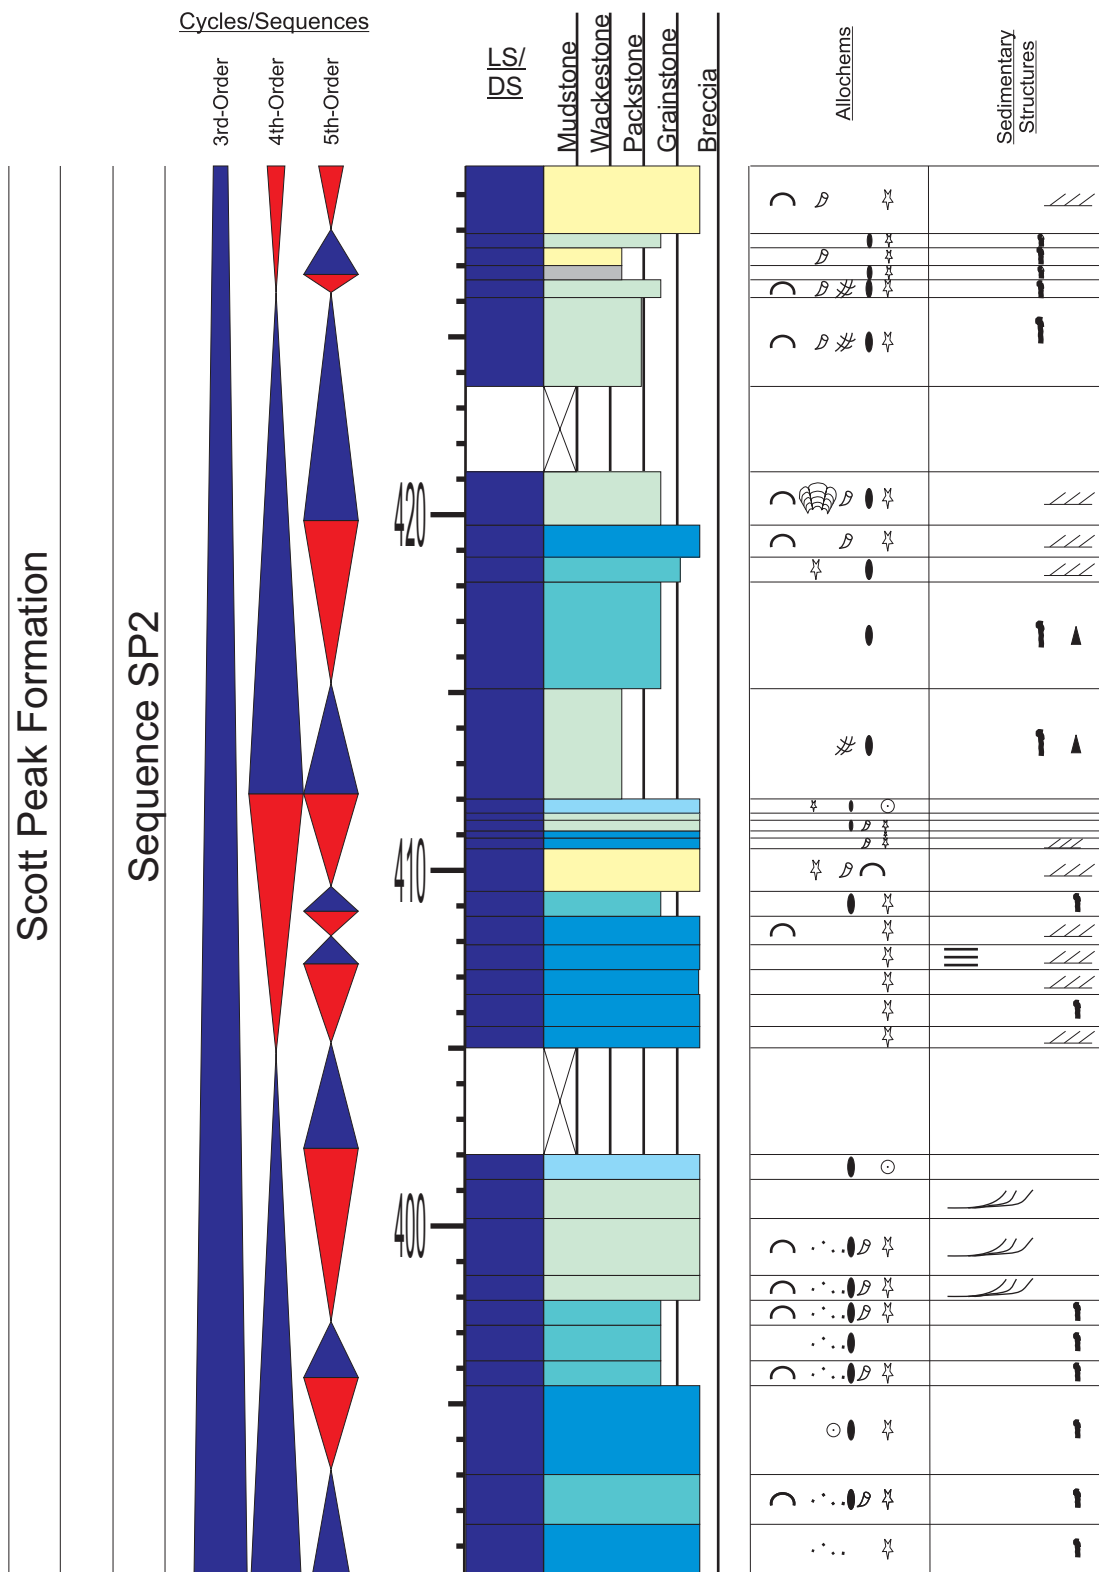 Cycles/Sequences
3rd-Order
4th-Order
5th-Order
LS/
DS
Mudstone
Wackestone
Packstone
Grainstone
Breccia
Allochems
Sedimentary
Structures
Scott Peak Formation
Sequence SP2
420
410
400